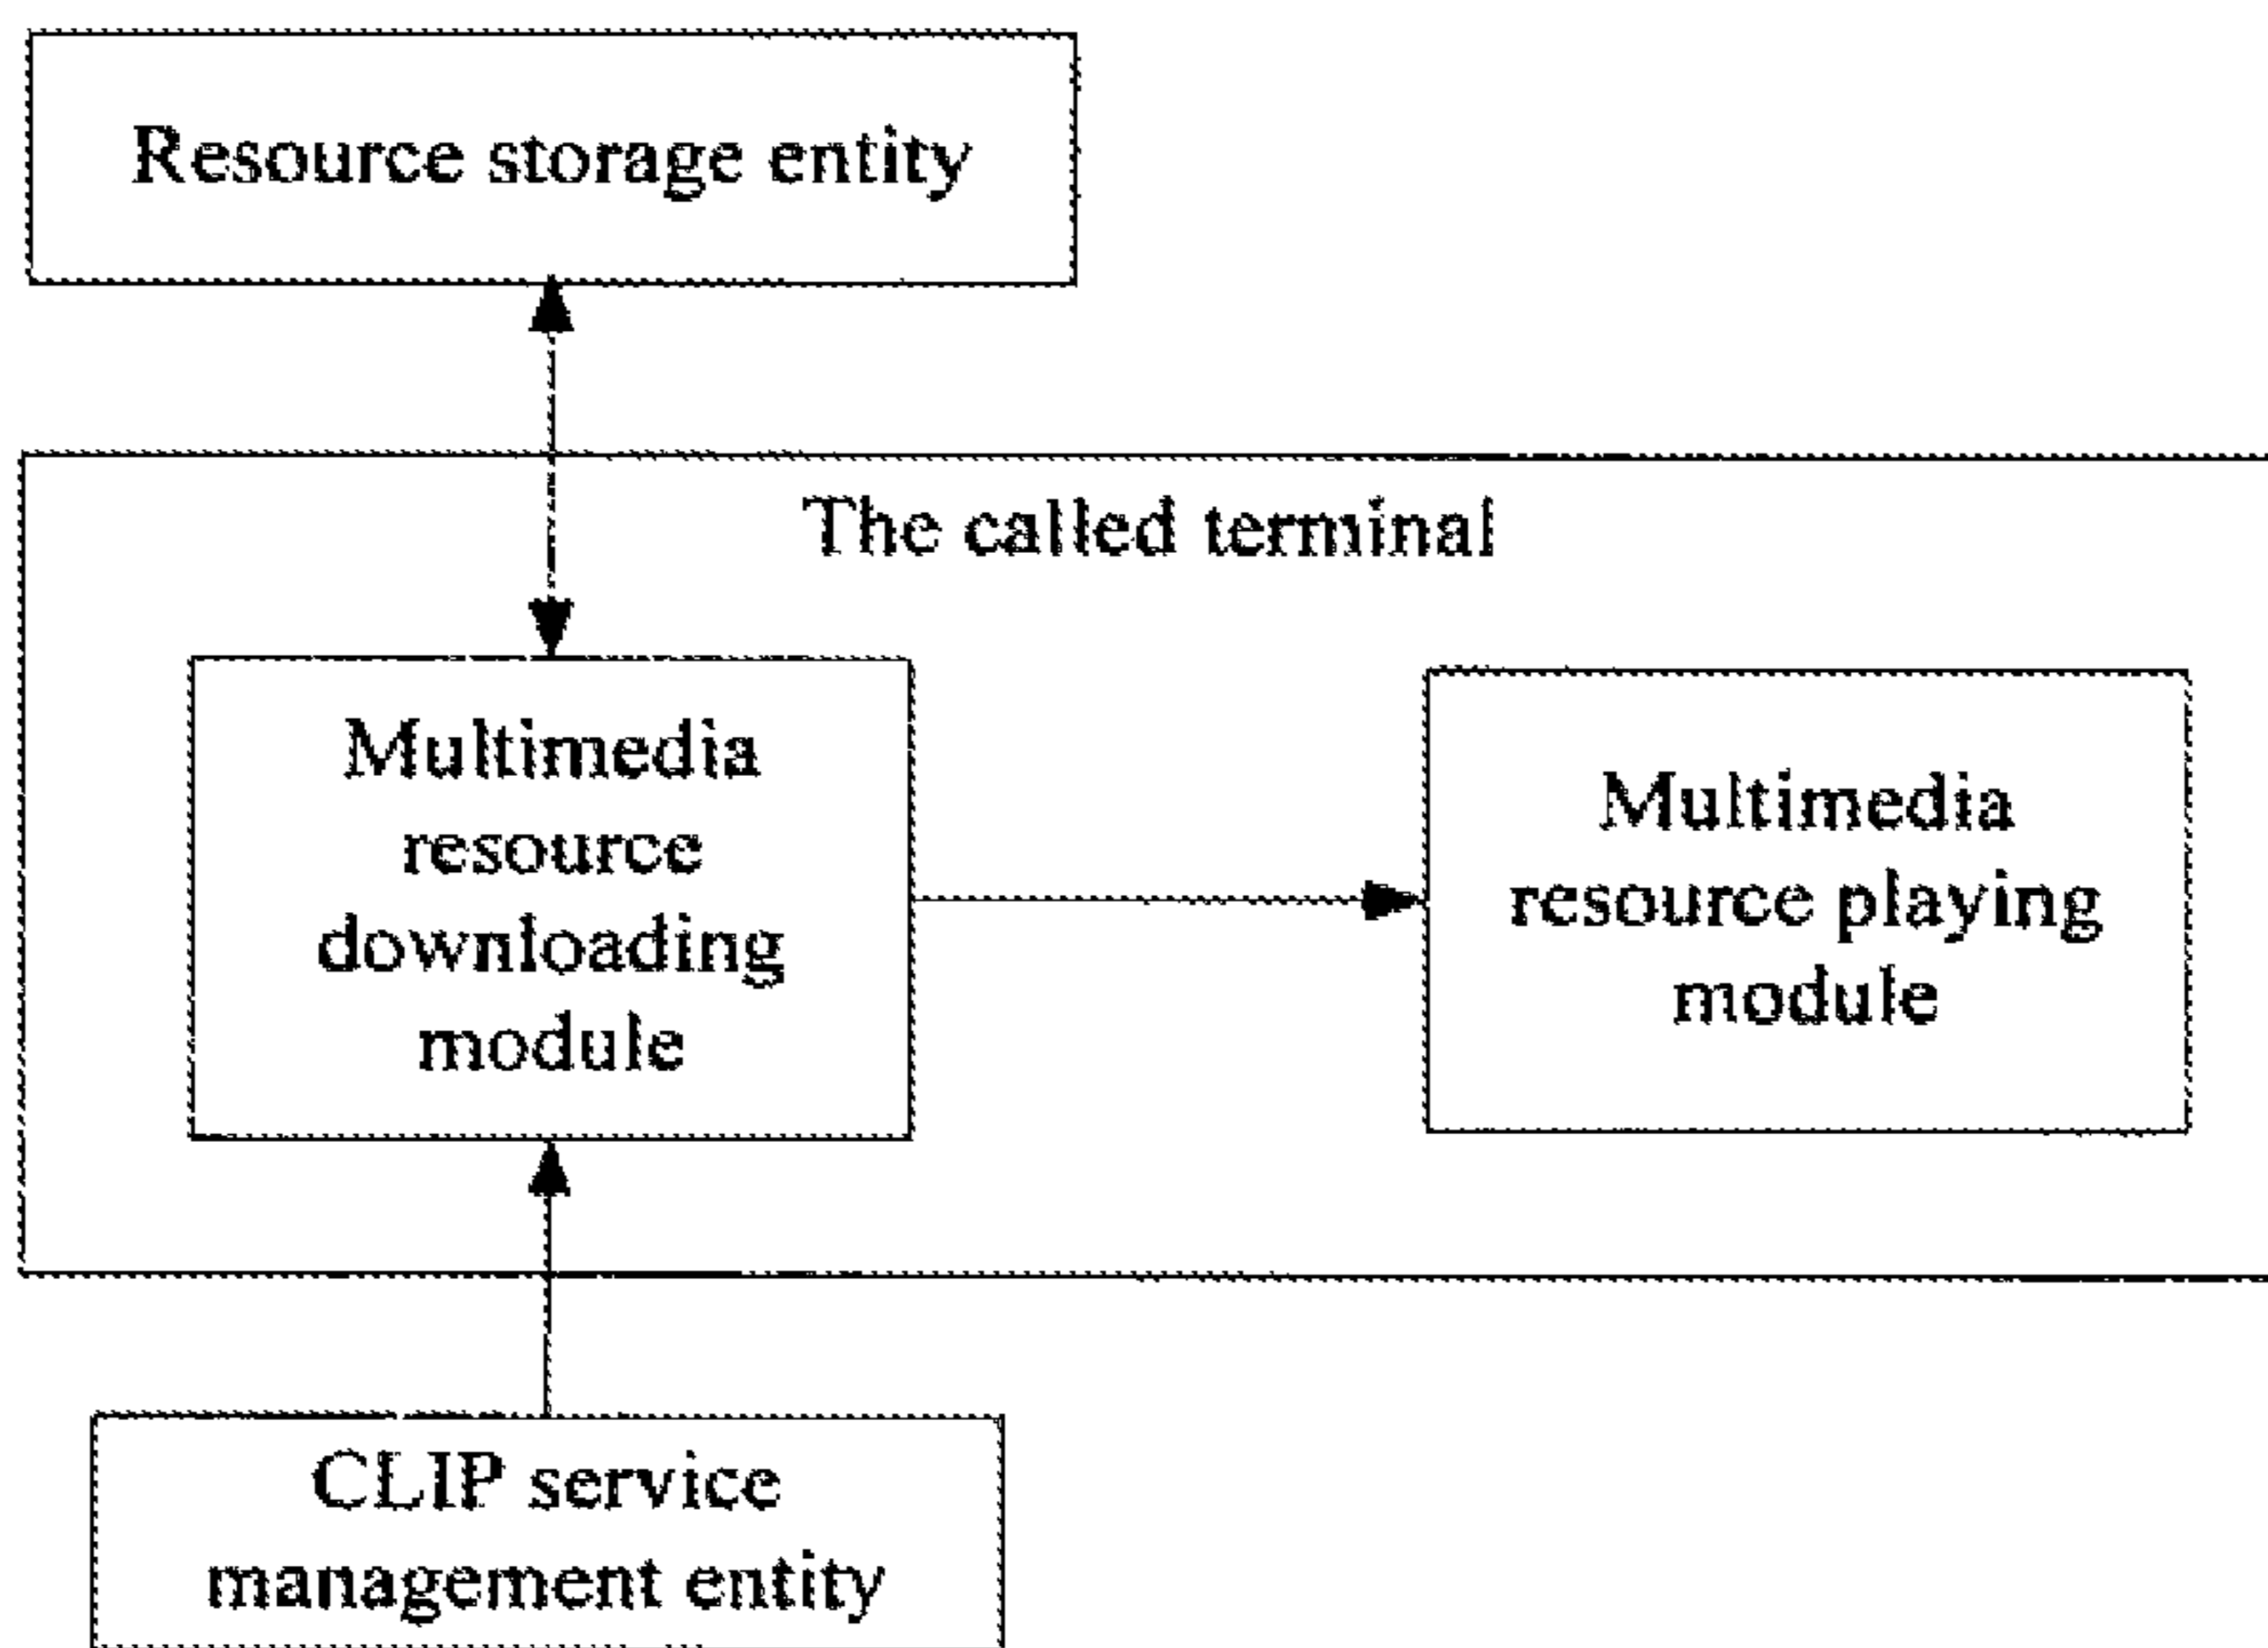 Resource storage entity
The called terminal
Multimedia
resource
downloading
module
Multimedia
resource playing
module
CLIP service
management entity